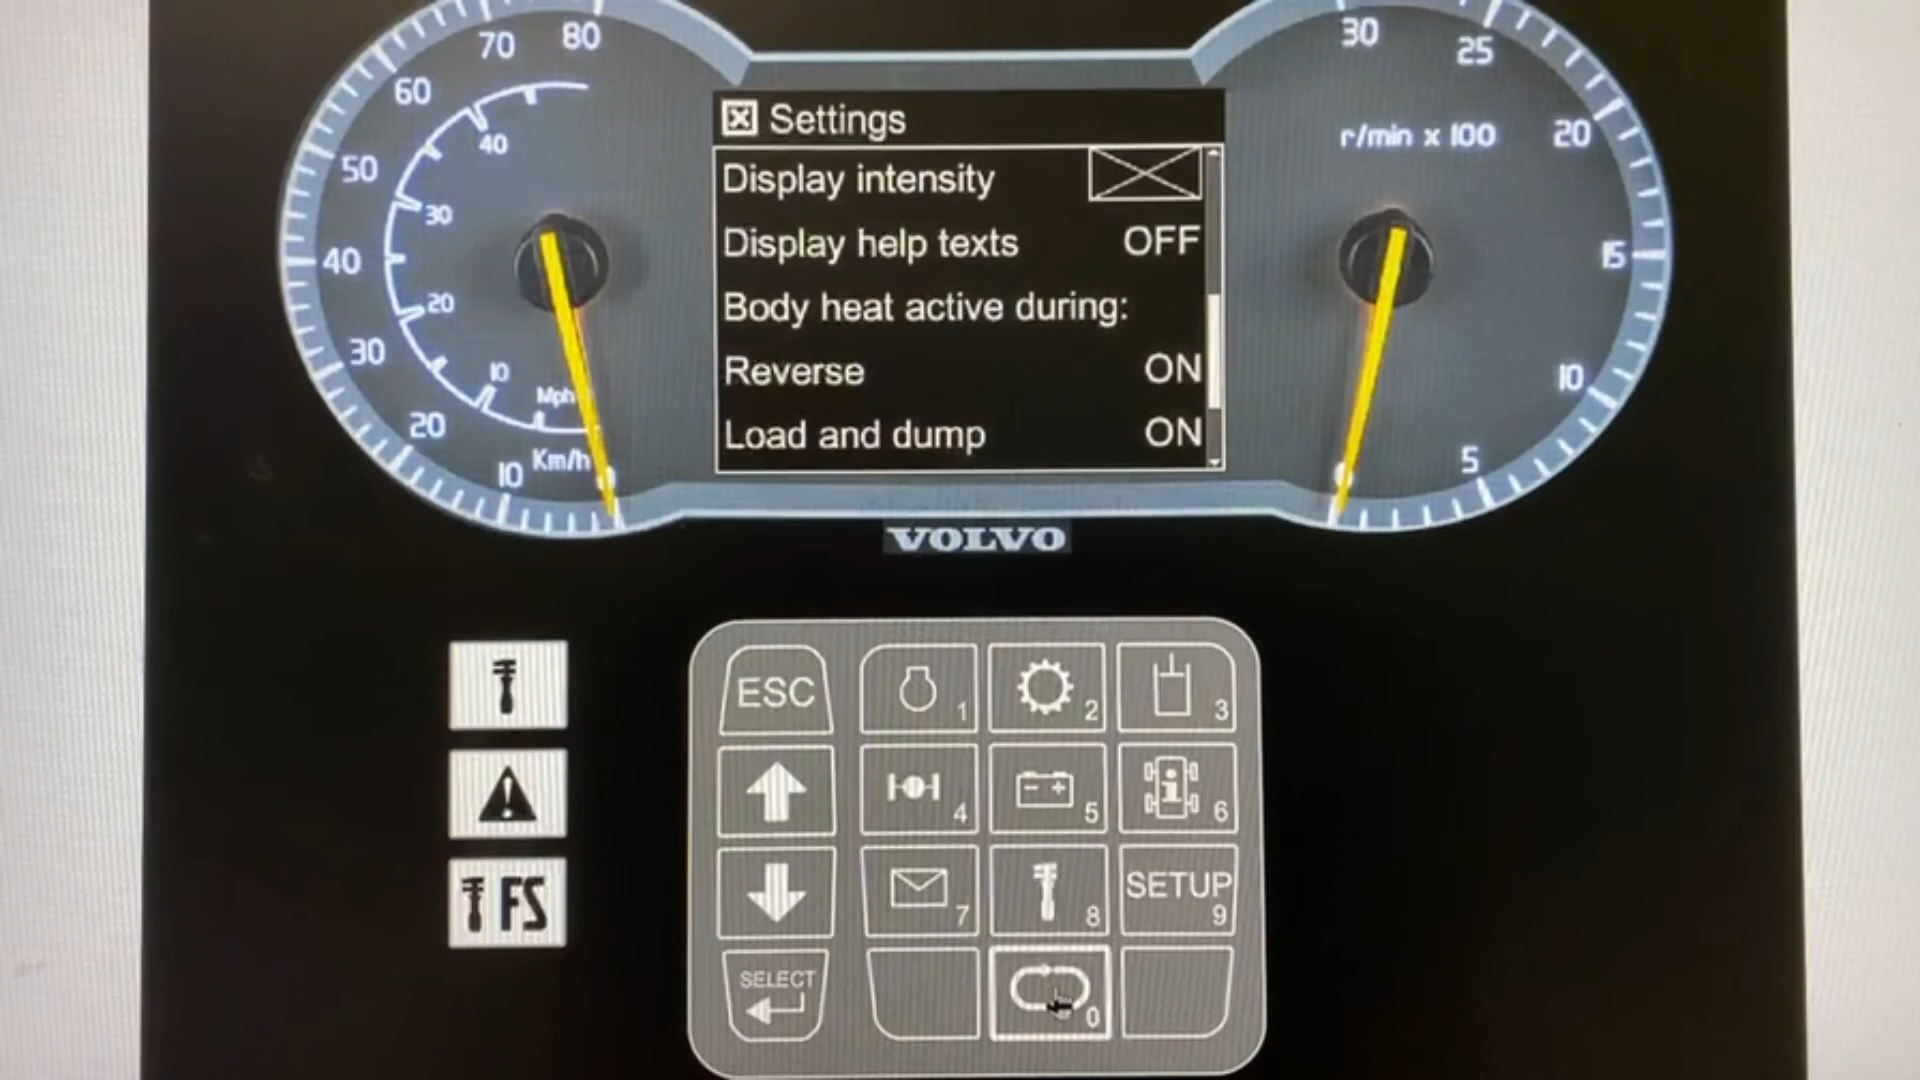 80
70
60
50
40
30
20
10
40
30
20
10
Mph
Km/h
Settings
Display intensity
Display help texts OFF
Body heat active during:
Reverse ON
Load and dump ON
30
25
20
15
10
5
r/min x 100
VOLVO
FS
ESC
1
2
3
4
5
6
7
8
SETUP
9
SELECT
0